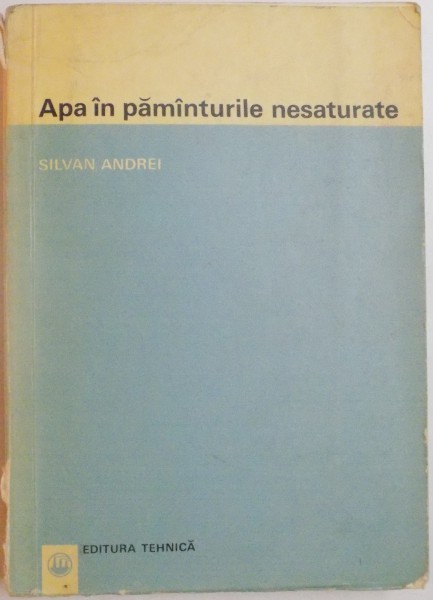 Apa în pămînturile nesaturate
SILVAN ANDREI
EDITURA TEHNICĂ